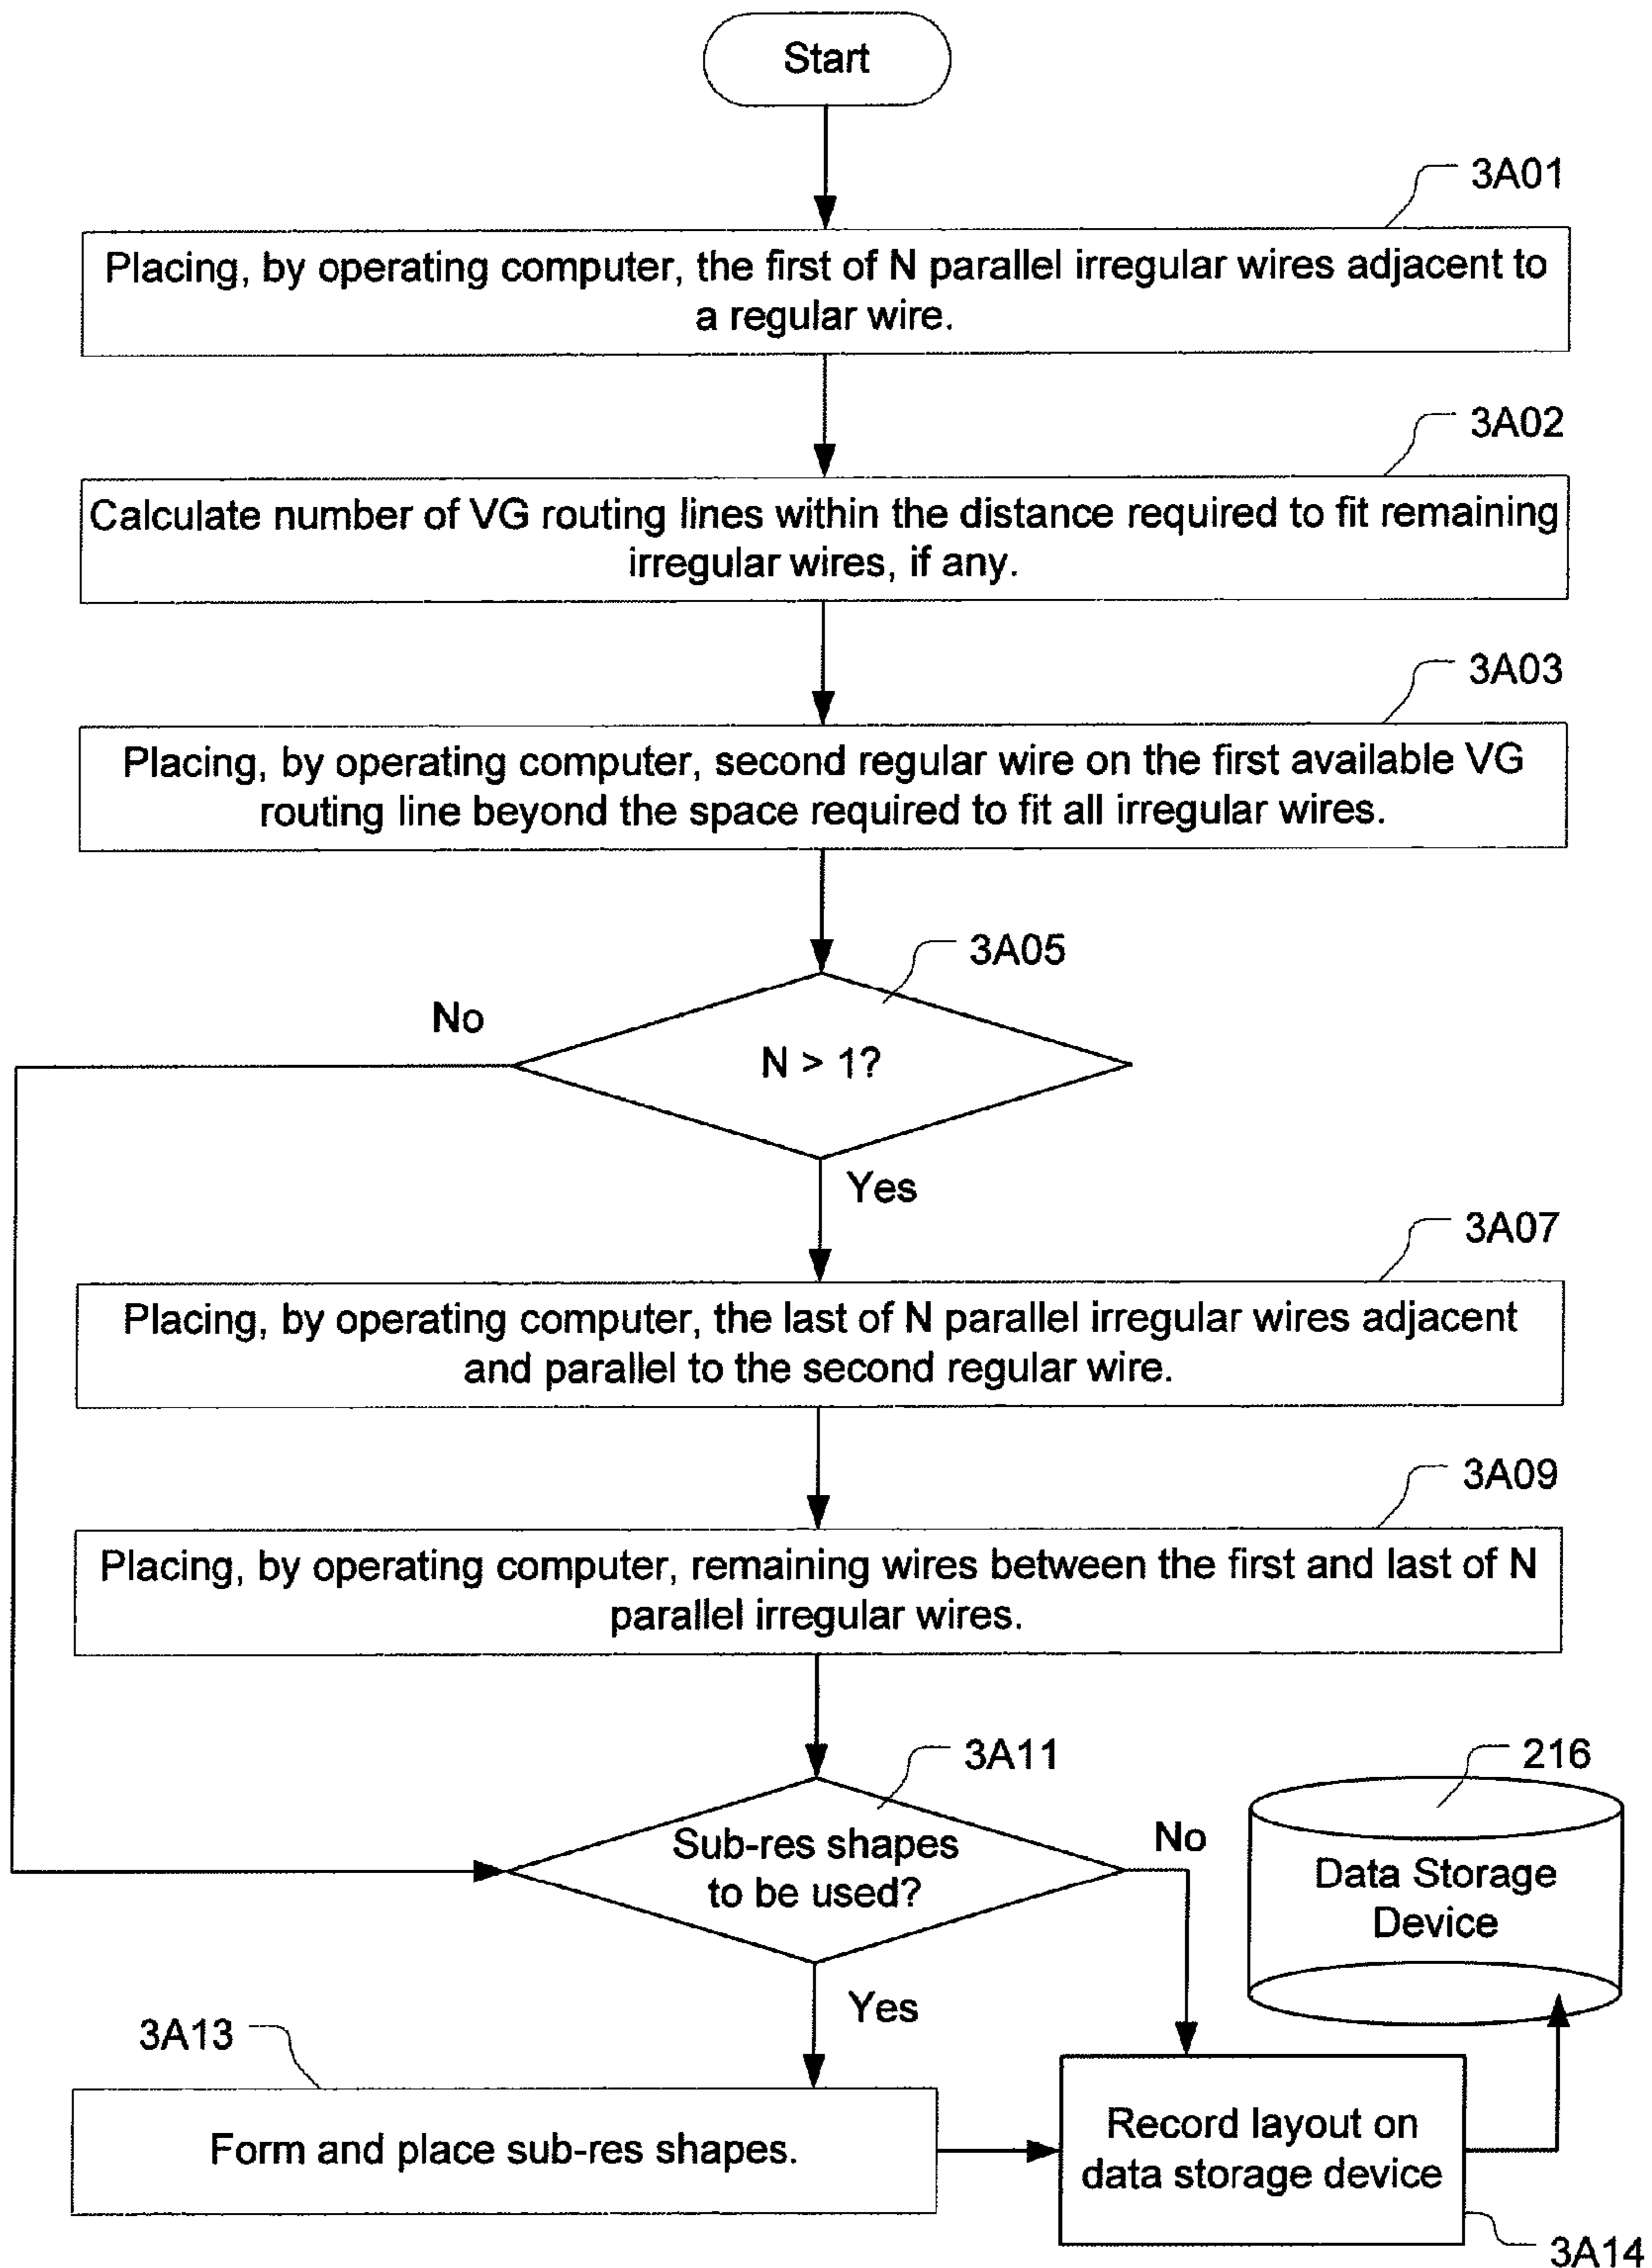 Start
3A01
Placing, by operating computer, the first of N parallel irregular wires adjacent to
a regular wire.
3A02
Calculate number of VG routing lines within the distance required to fit remaining
irregular wires, if any.
3A03
Placing, by operating computer, second regular wire on the first available VG
routing line beyond the space required to fit all irregular wires.
3A05
No
N > 1?
Yes
3A07
Placing, by operating computer, the last of N parallel irregular wires adjacent
and parallel to the second regular wire.
3A09
Placing, by operating computer, remaining wires between the first and last of N
parallel irregular wires.
3A11
216
Sub-res shapes
to be used?
No
Data Storage
Device
Yes
3A13
Form and place sub-res shapes.
Record layout on
data storage device
3A14